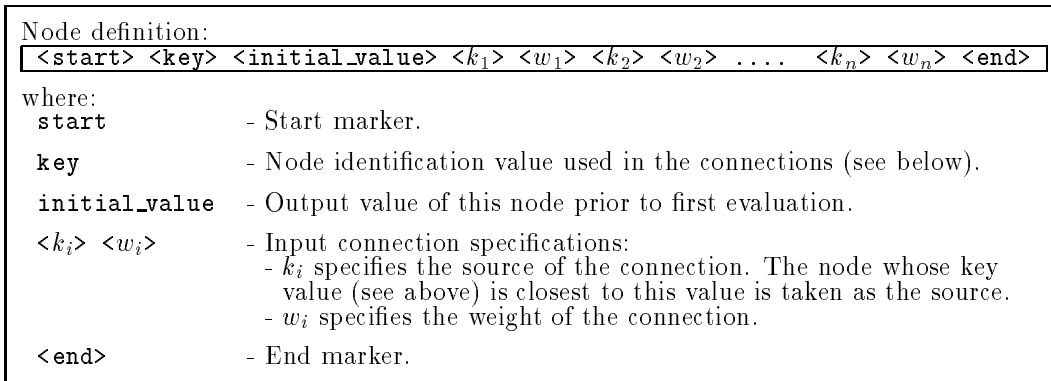 Node definition:
<start> <key> <initial_value> <k₁> <w₁> <k₂> <w₂> .... <kₙ> <wₙ> <end>
where:
start - Start marker.
key - Node identification value used in the connections (see below).
initial_value - Output value of this node prior to first evaluation.
<kᵢ> <wᵢ> - Input connection specifications:
- kᵢ specifies the source of the connection. The node whose key
value (see above) is closest to this value is taken as the source.
- wᵢ specifies the weight of the connection.
<end> - End marker.